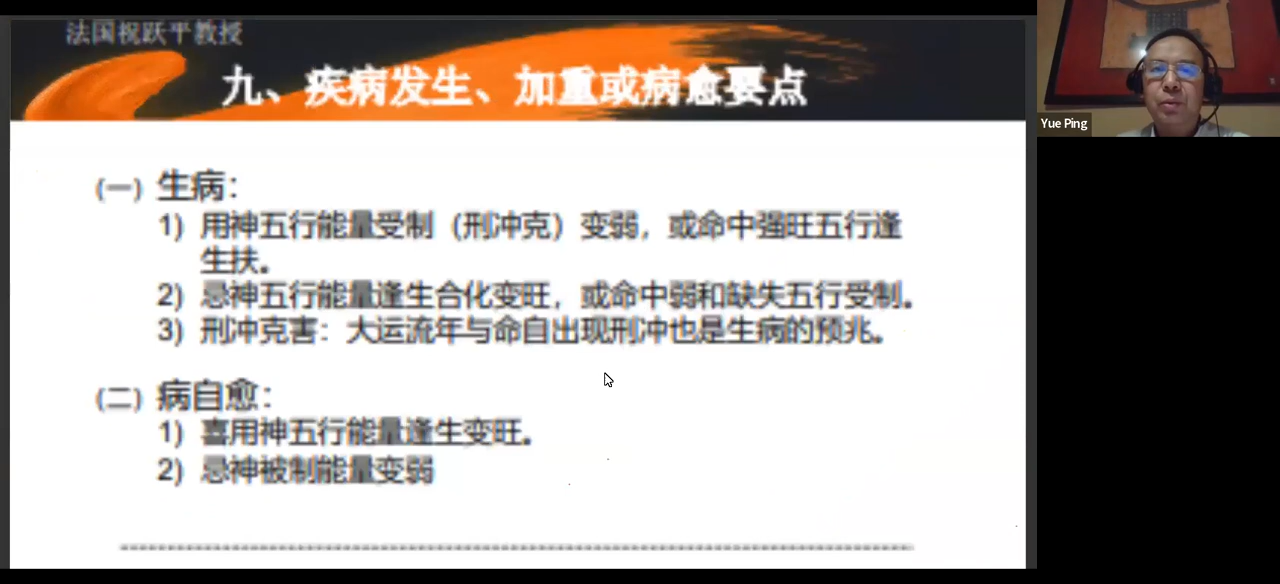 法国祝跃平教授
九、疾病发生、加重或病愈要点
Yue Ping
(一) 生病：
1) 用神五行能量受制（刑冲克）变弱，或命中强旺五行逢
生扶。
2) 忌神五行能量逢生合化变旺，或命中弱和缺失五行受制。
3) 刑冲克害：大运流年与命自出现刑冲也是生病的预兆。
(二) 病自愈：
1) 喜用神五行能量逢生变旺。
2) 忌神被制能量变弱